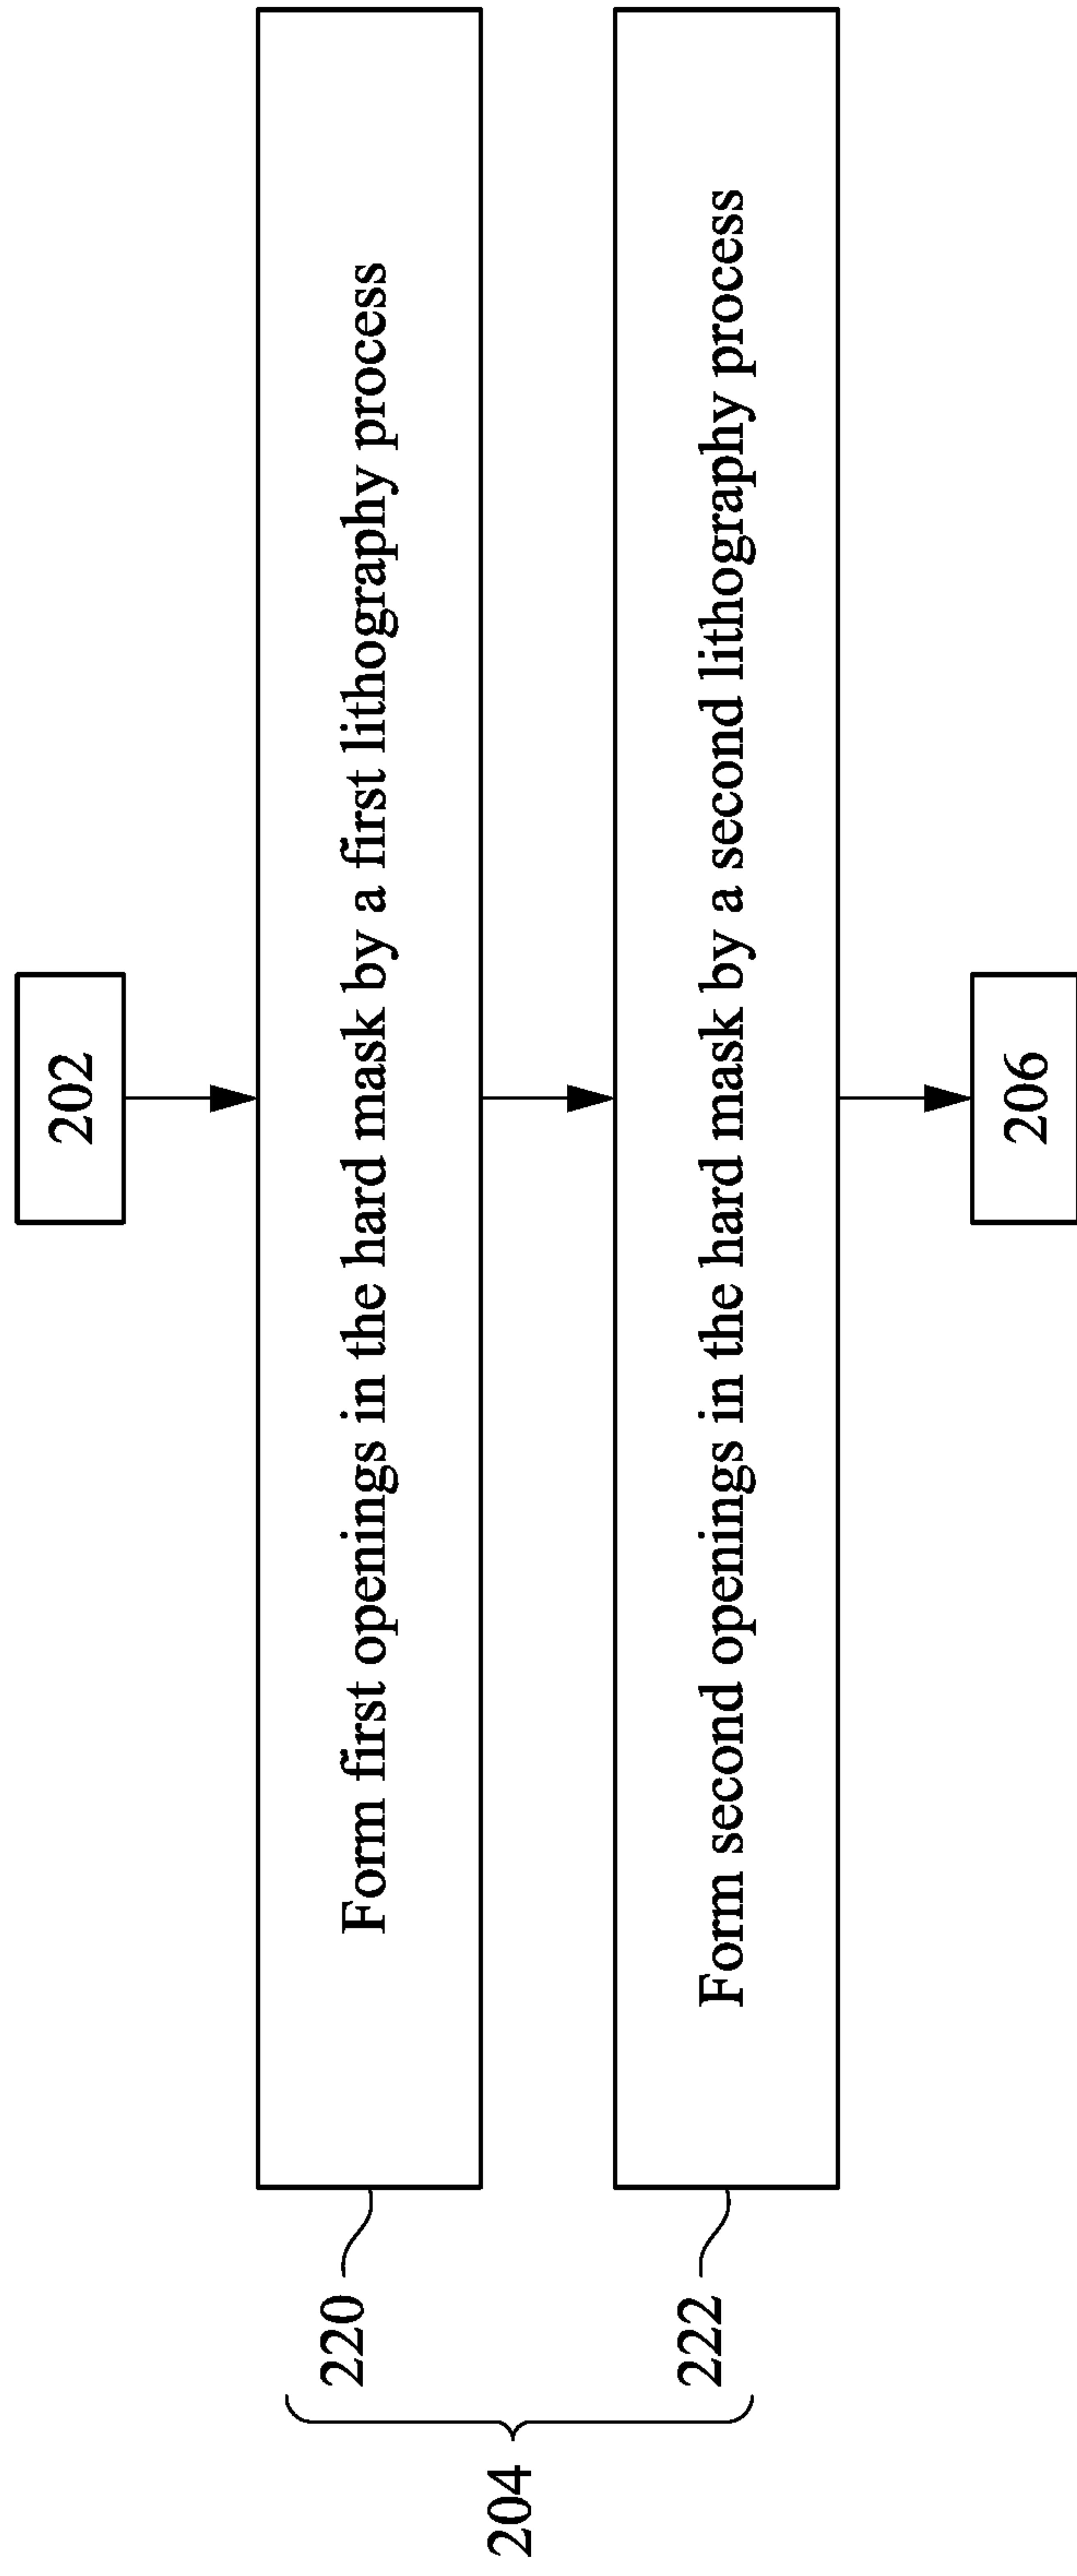 202
Form first openings in the hard mask by a first lithography process
220
Form second openings in the hard mask by a second lithography process
222
204
206